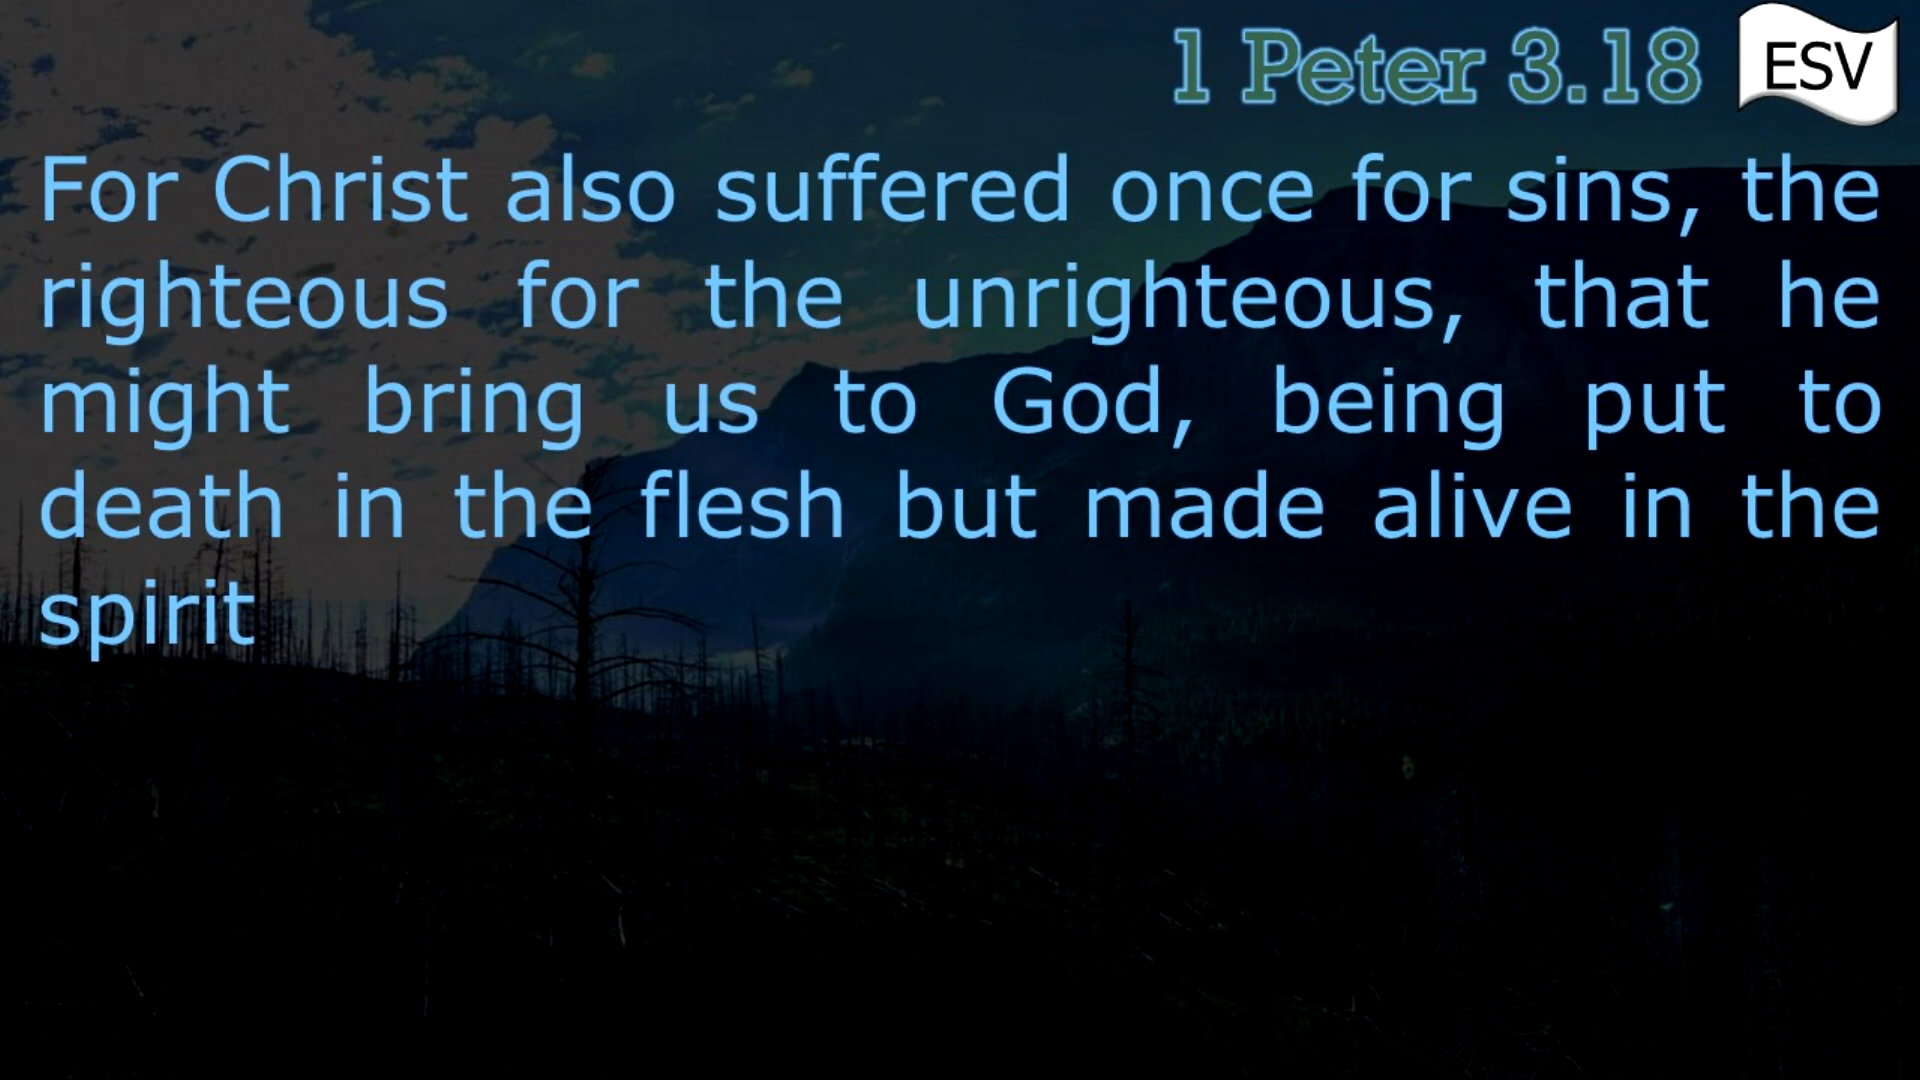 1 Peter 3.18 ESV
For Christ also suffered once for sins, the
righteous for the unrighteous, that he
might bring us to God, being put to
death in the flesh but made alive in the
spirit